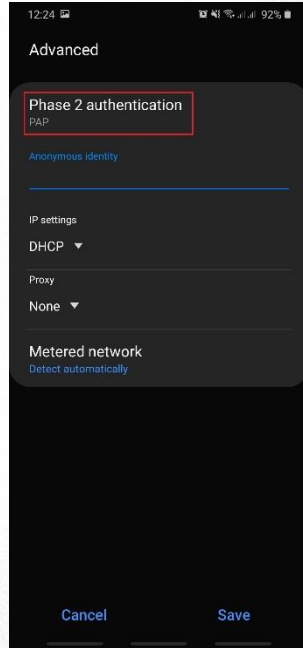 12:24 92%
Advanced
Phase 2 authentication
PAP
Anonymous identity
IP settings
DHCP
Proxy
None
Metered network
Detect automatically
Cancel Save